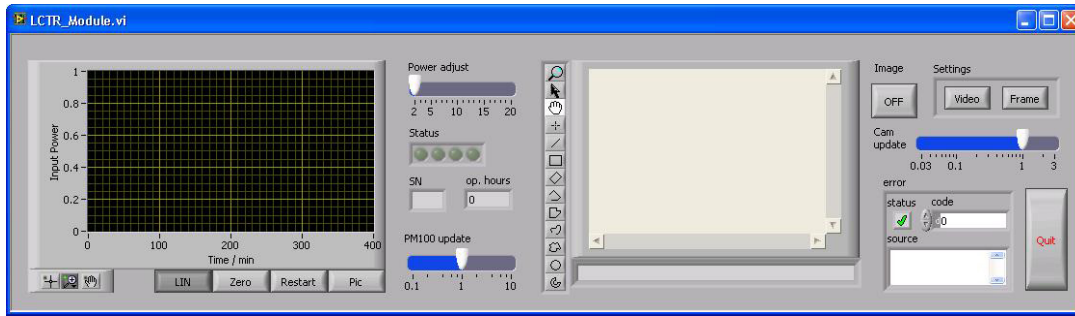 LCTR_Module.vi
1
0.8
0.6
0.4
0.2
0
Input Power
0 100 200 300 400
Time / min
LIN Zero Restart Pic
Power adjust
2 5 10 15 20
Status
SN op. hours
0
PM100 update
0.1 1 10
Image Settings
OFF Video Frame
Cam
update
0.03 0.1 1 3
error
status code
0
source
Quit